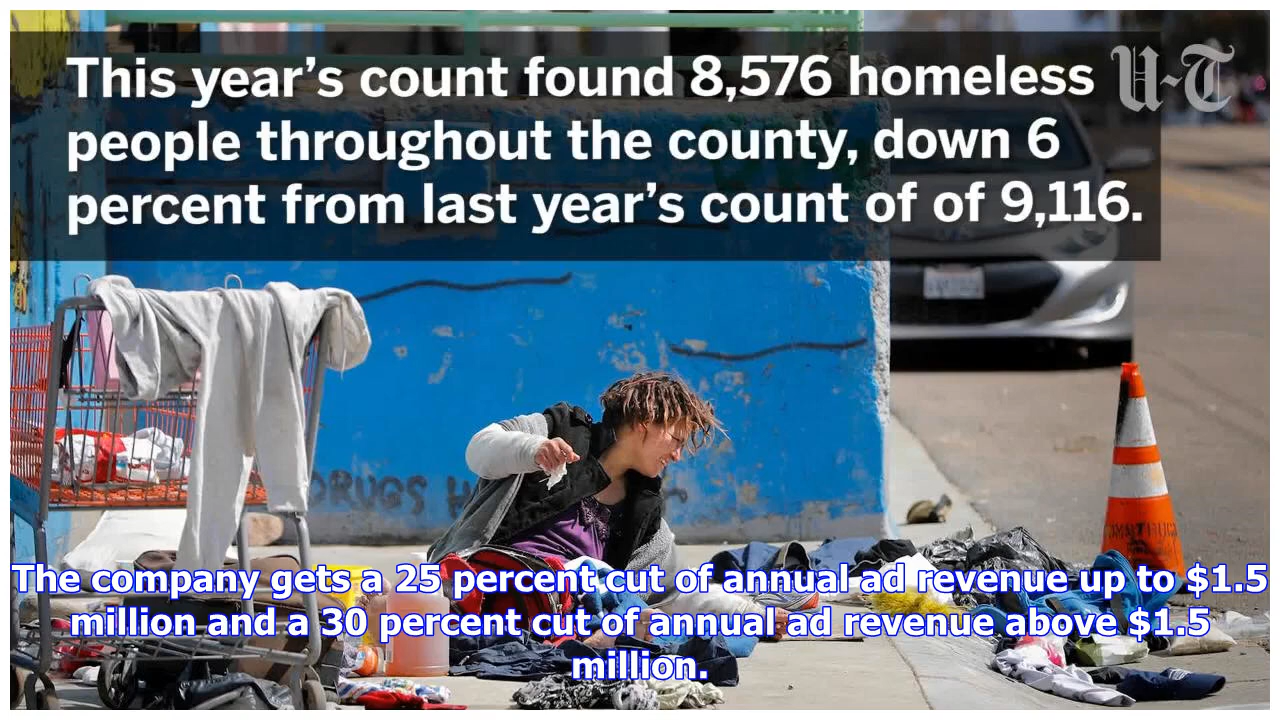 This year’s count found 8,576 homeless
people throughout the county, down 6
percent from last year’s count of of 9,116.
U-T
DRUGS
The company gets a 25 percent cut of annual ad revenue up to $1.5
million and a 30 percent cut of annual ad revenue above $1.5
million.